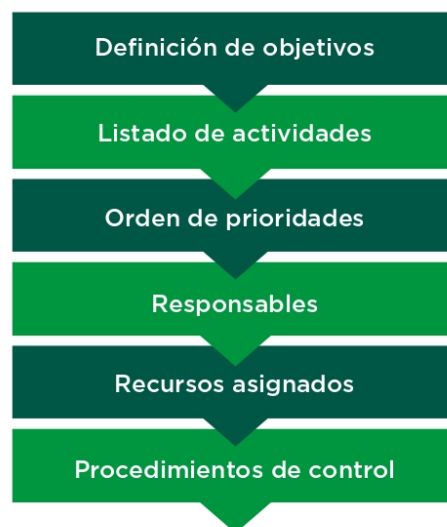 Definición de objetivos
Listado de actividades
Orden de prioridades
Responsables
Recursos asignados
Procedimientos de control